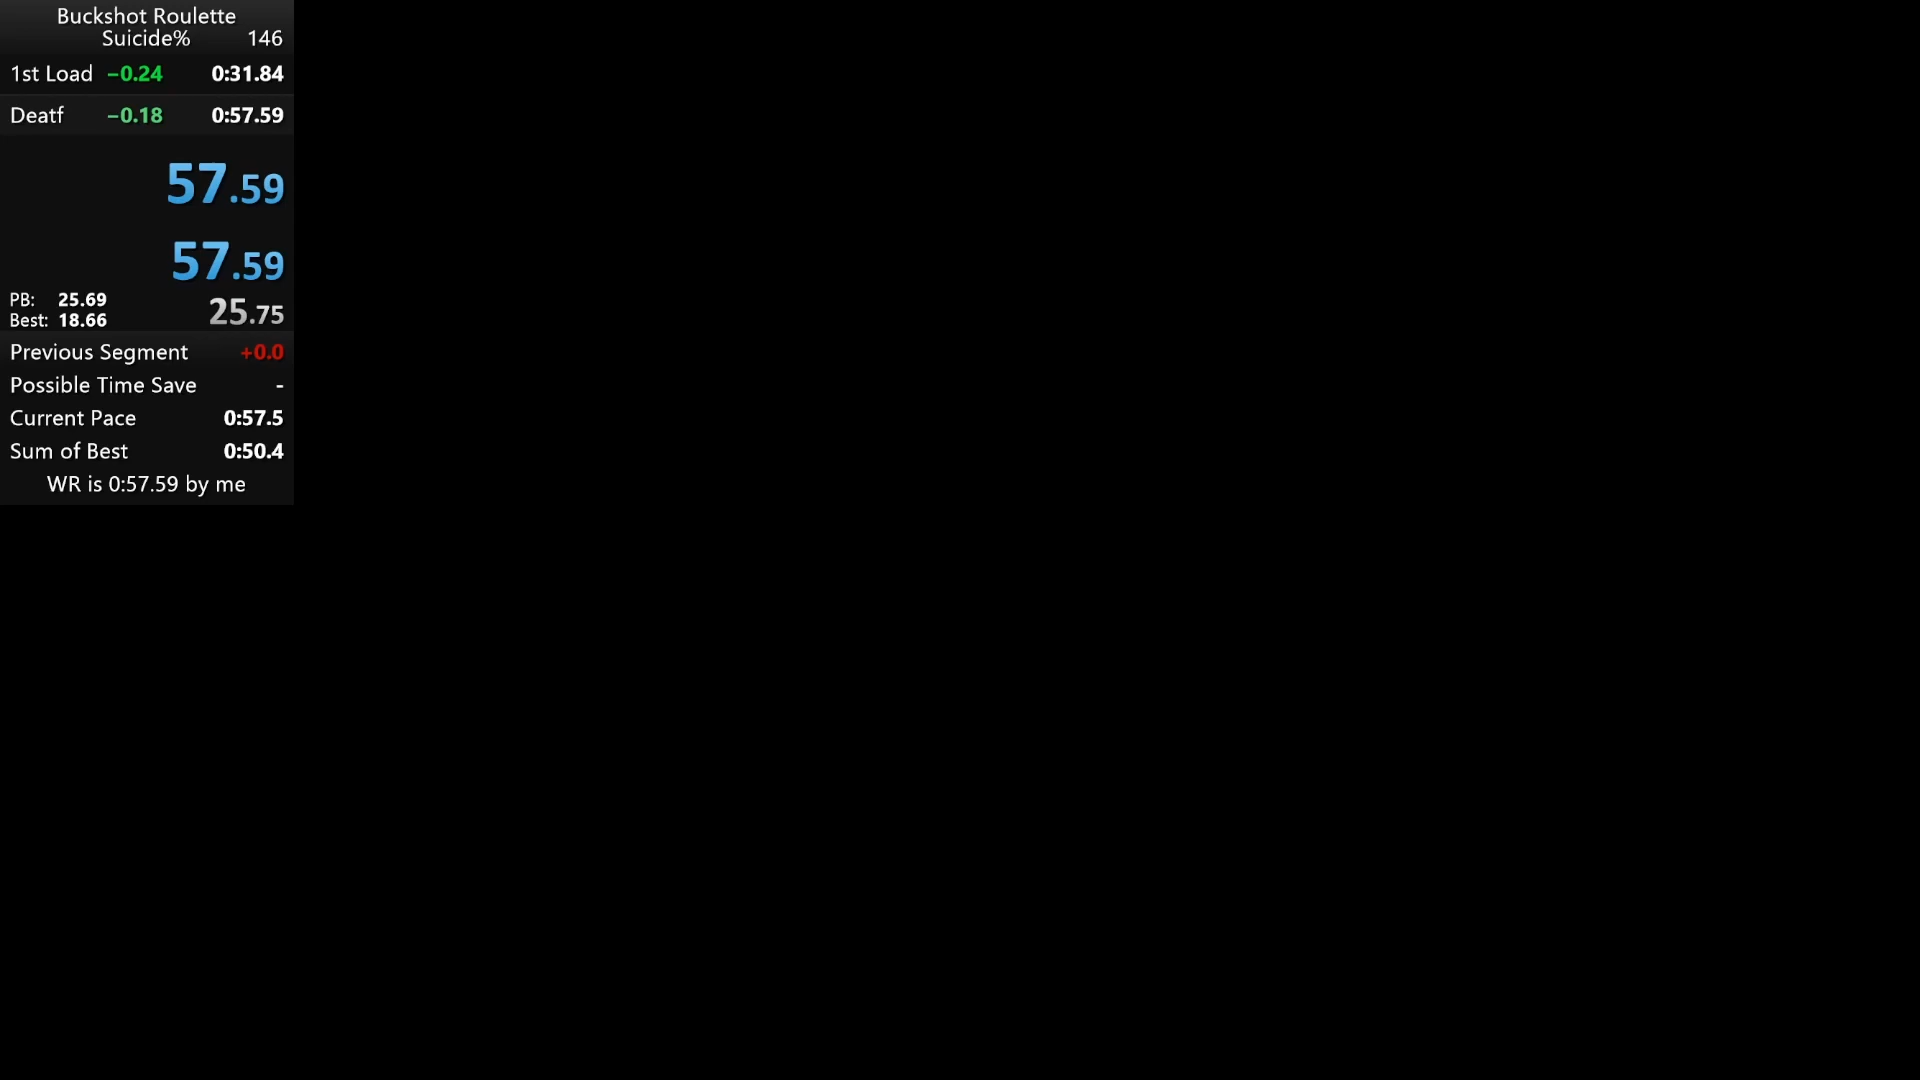 Buckshot Roulette
Suicide% 146
1st Load −0.24 0:31.84
Deatf −0.18 0:57.59
57.59
57.59
PB: 25.69
Best: 18.66
25.75
Previous Segment +0.0
Possible Time Save -
Current Pace 0:57.5
Sum of Best 0:50.4
WR is 0:57.59 by me